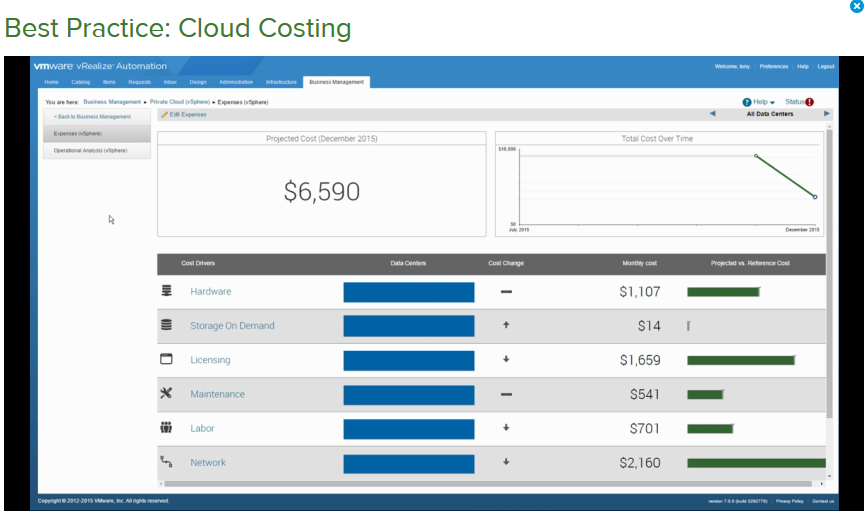 Best Practice: Cloud Costing
vmware vRealize Automation
Welcome, tony. Preferences Help Logout
Home Catalog Items Requests Inbox Design Administration Infrastructure Business Management
You are here: Business Management ▸ Private Cloud (vSphere) ▸ Expenses (vSphere)
Help Status
< Back to Business Management
Edit Expenses
All Data Centers
Expenses (vSphere)
Operational Analysis (vSphere)
Projected Cost (December 2015)
Total Cost Over Time
$6,590
$10,000
$0
July 2015
December 2015
Cost Drivers Data Centers Cost Change Monthly cost Projected vs. Reference Cost
Hardware $1,107
Storage On Demand $14
Licensing $1,659
Maintenance $541
Labor $701
Network $2,160
Copyright © 2012-2015 VMware, Inc. All rights reserved.
version 7.0.0 (build 3292778) Privacy Policy Contact us